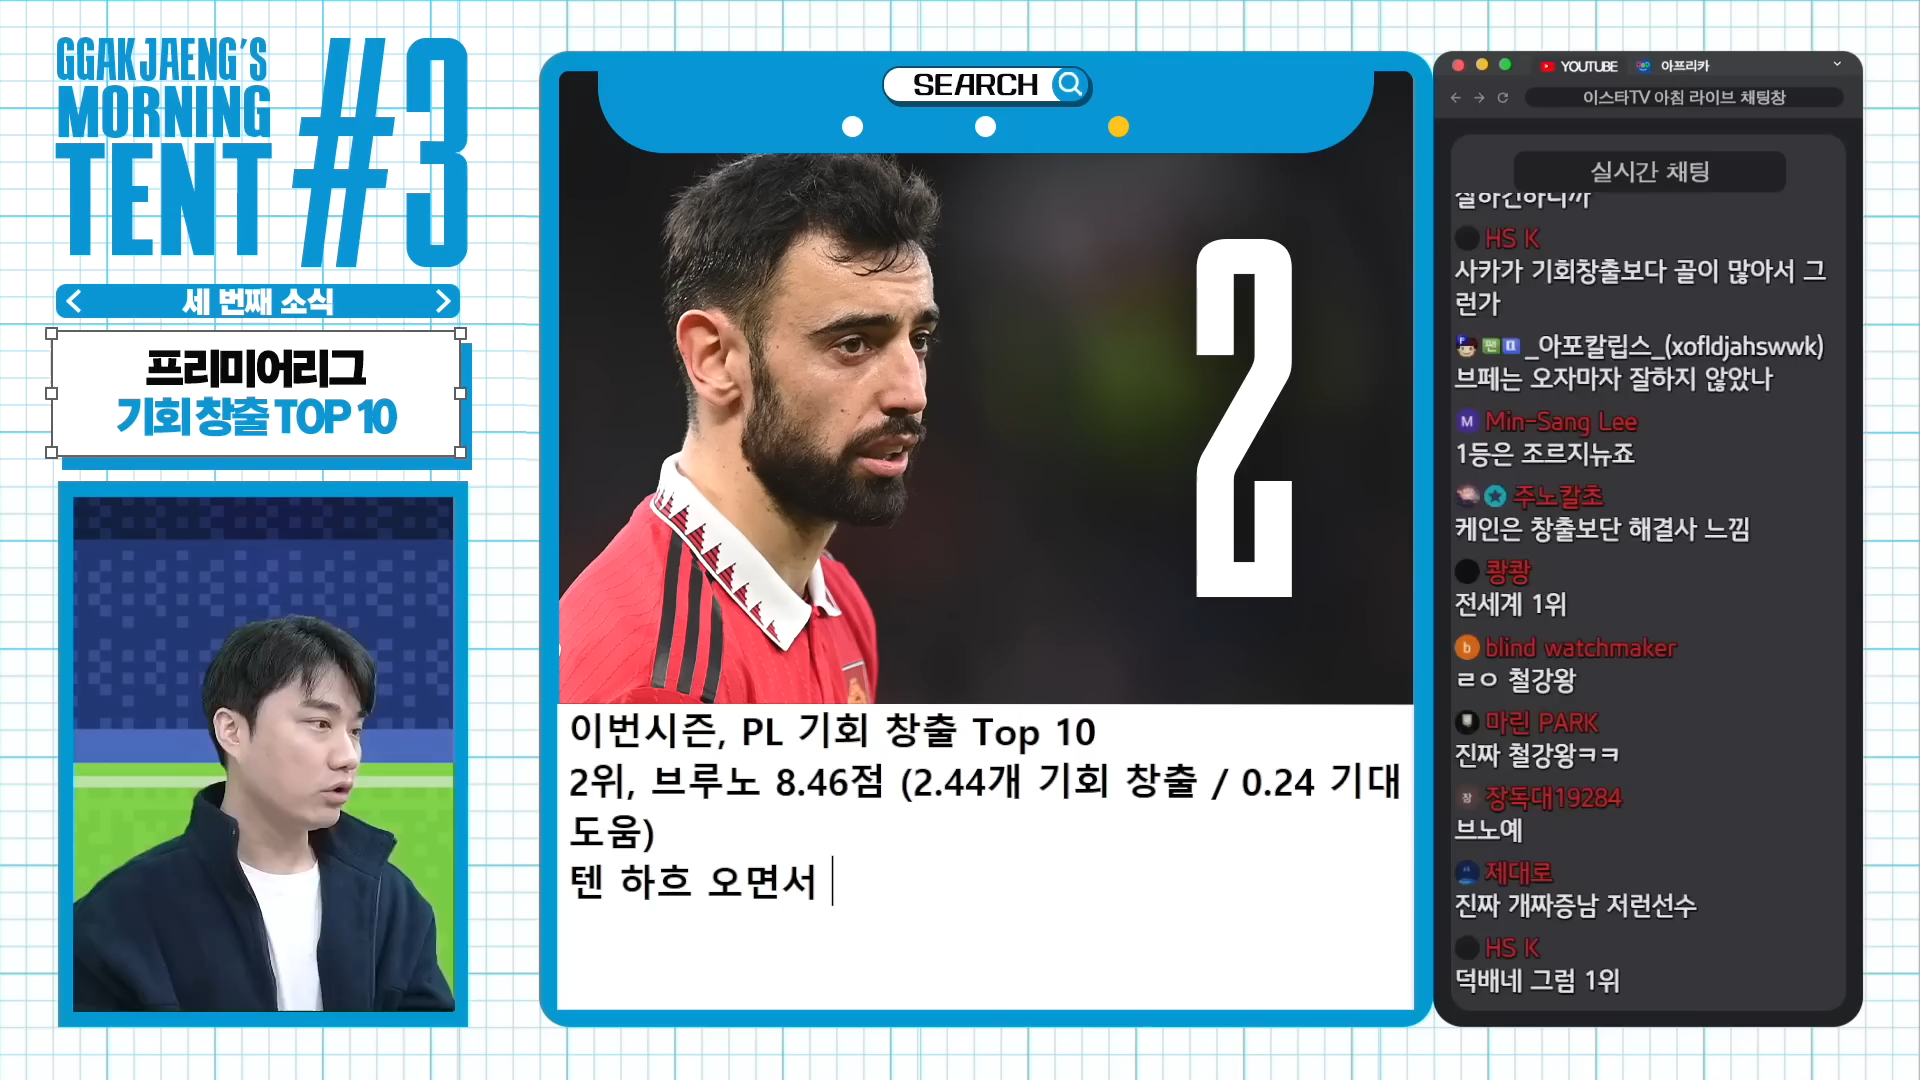 GGAKJAENG'S
MORNING
TENT
#3
세 번째 소식
프리미어리그
기회 창출 TOP 10
SEARCH
2
이번시즌, PL 기회 창출 Top 10
2위, 브루노 8.46점 (2.44개 기회 창출 / 0.24 기대
도움)
텐 하흐 오면서
YOUTUBE
아프리카
이스타TV 아침 라이브 채팅창
실시간 채팅
HS K
사카가 기회창출보다 골이 많아서 그
런가
_아포칼립스_(xofldjahswwk)
브페는 오자마자 잘하지 않았나
M Min-Sang Lee
1등은 조르지뉴죠
주노칼초
케인은 창출보단 해결사 느낌
쾅쾅
전세계 1위
b blind watchmaker
ㄹㅇ 철강왕
마린 PARK
진짜 철강왕ㅋㅋ
장 장독대19284
브노예
제대로
진짜 개짜증남 저런선수
HS K
덕배네 그럼 1위